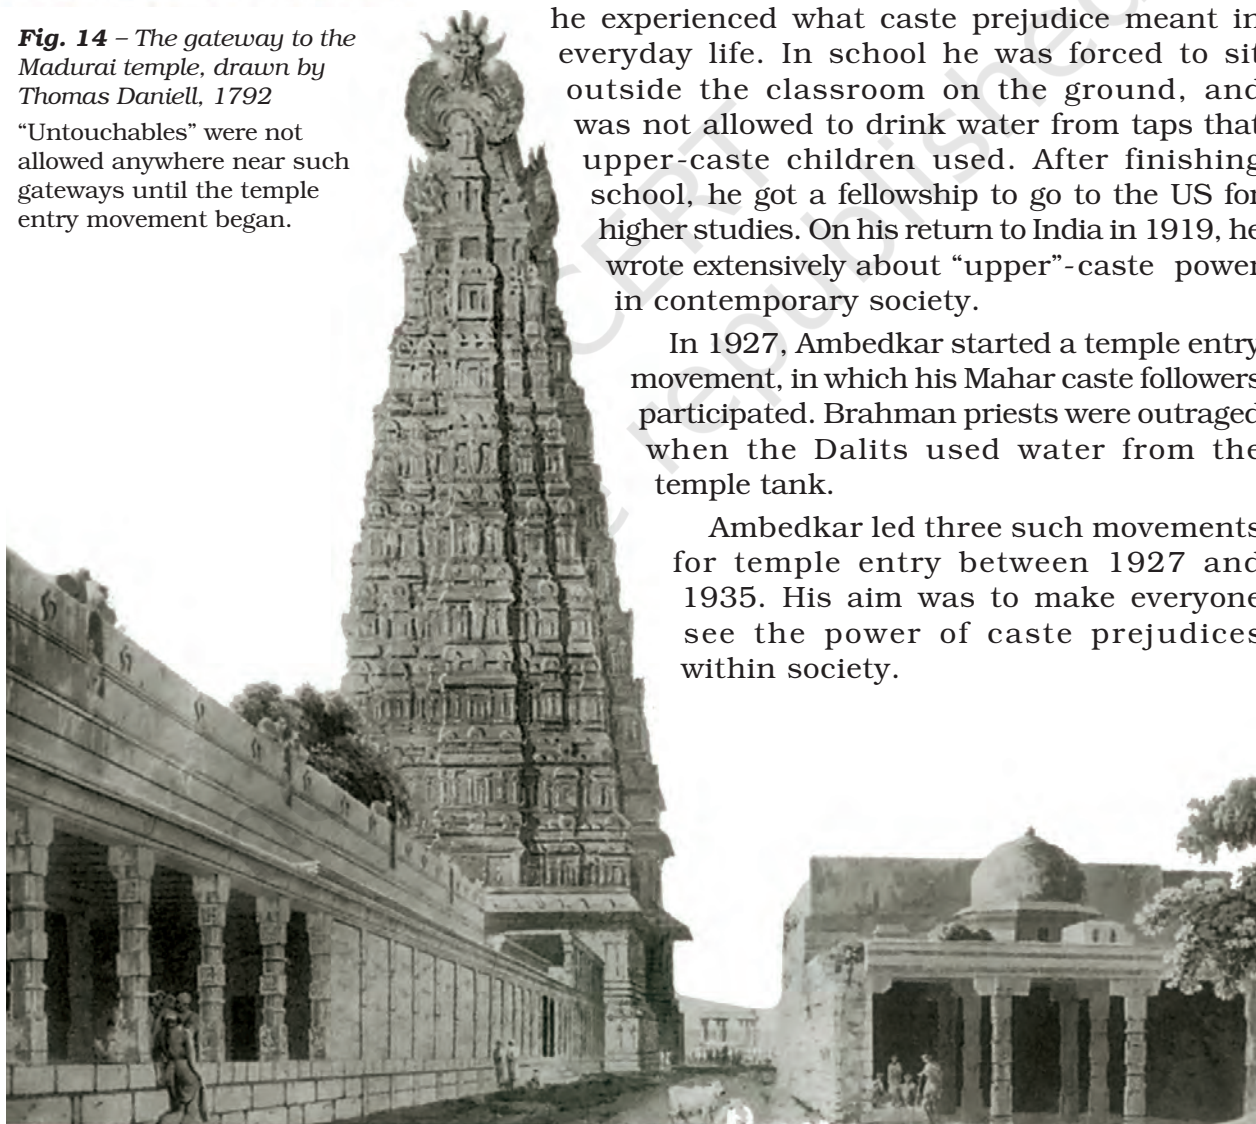 Fig. 14 – The gateway to the
Madurai temple, drawn by
Thomas Daniell, 1792
“Untouchables” were not
allowed anywhere near such
gateways until the temple
entry movement began.
he experienced what caste prejudice meant in
everyday life. In school he was forced to sit
outside the classroom on the ground, and
was not allowed to drink water from taps that
upper-caste children used. After finishing
school, he got a fellowship to go to the US for
higher studies. On his return to India in 1919, he
wrote extensively about “upper”-caste power
in contemporary society.
In 1927, Ambedkar started a temple entry
movement, in which his Mahar caste followers
participated. Brahman priests were outraged
when the Dalits used water from the
temple tank.
Ambedkar led three such movements
for temple entry between 1927 and
1935. His aim was to make everyone
see the power of caste prejudices
within society.
CERT
republished